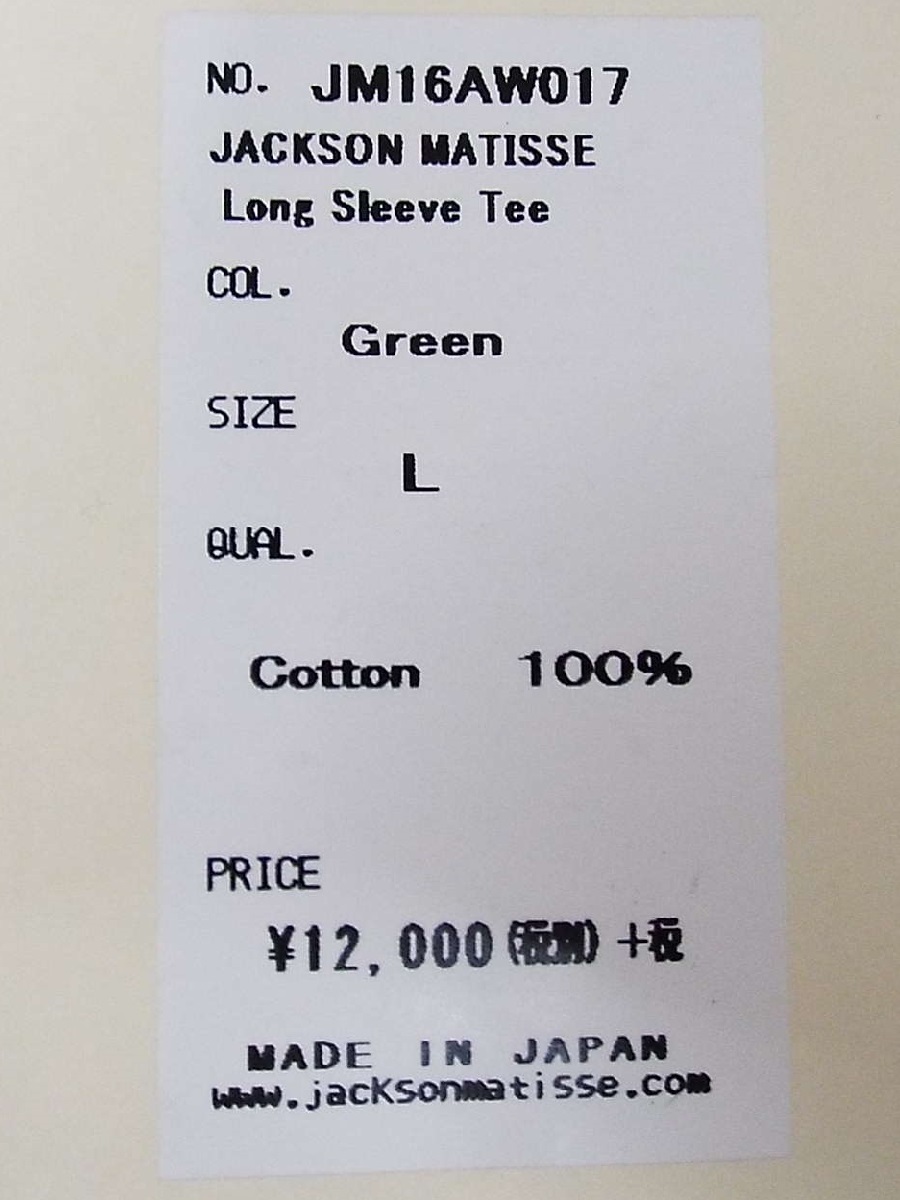 NO. JM16AW017
JACKSON MATISSE
Long Sleeve Tee
COL.
Green
SIZE
L
QUAL.
Cotton 100%
PRICE
¥12,000(税別)+税
MADE IN JAPAN
www.jacksonmatisse.com